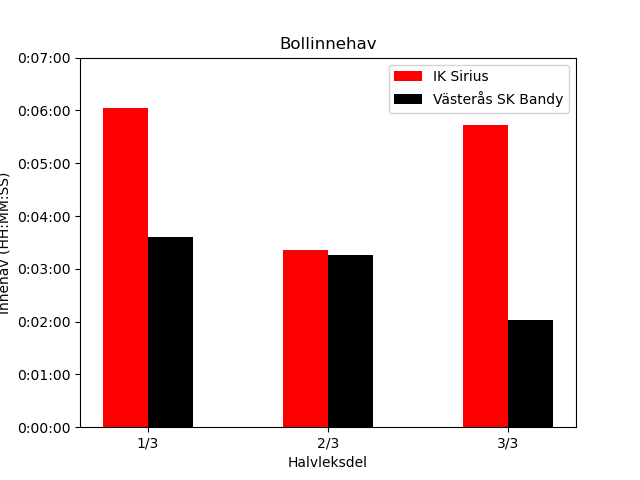 Bollinnehav
IK Sirius
Västerås SK Bandy
0:07:00
0:06:00
0:05:00
0:04:00
0:03:00
0:02:00
0:01:00
0:00:00
Innehav (HH:MM:SS)
1/3
2/3
3/3
Halvleksdel